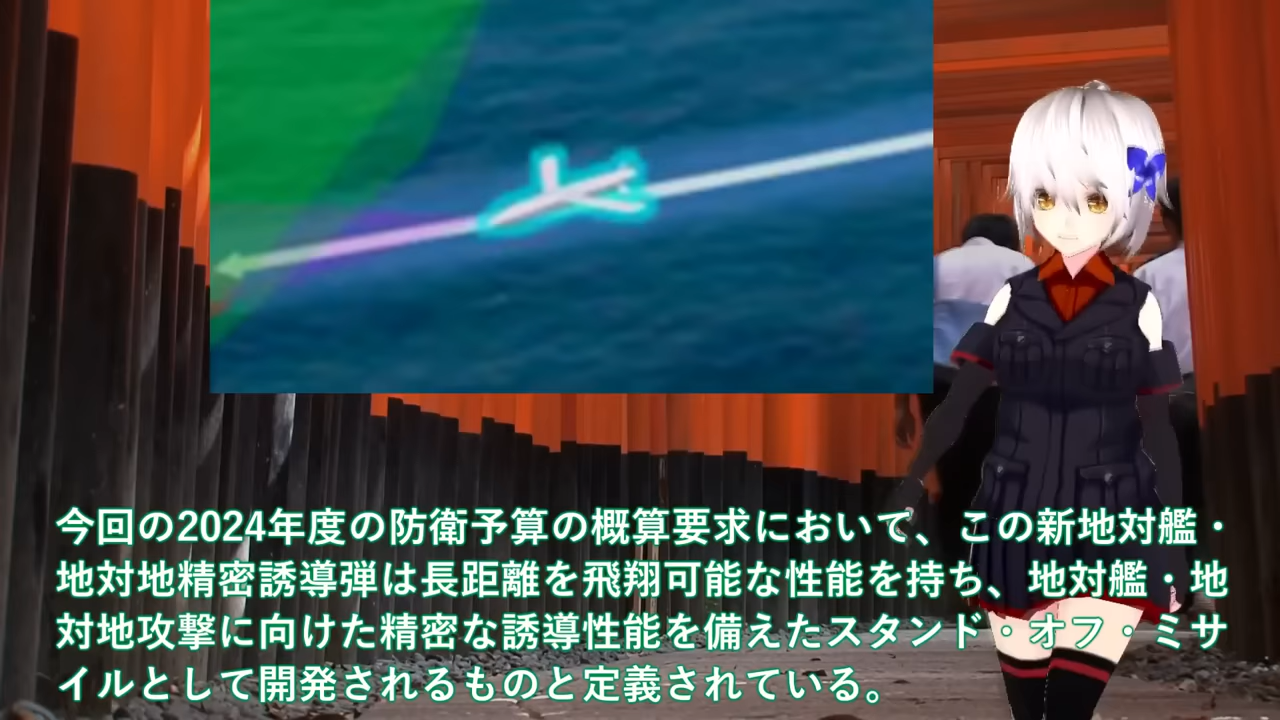 今回の2024年度の防衛予算の概算要求において、この新地対艦・
地対地精密誘導弾は長距離を飛翔可能な性能を持ち、地対艦・地
対地攻撃に向けた精密な誘導性能を備えたスタンド・オフ・ミサ
イルとして開発されるものと定義されている。